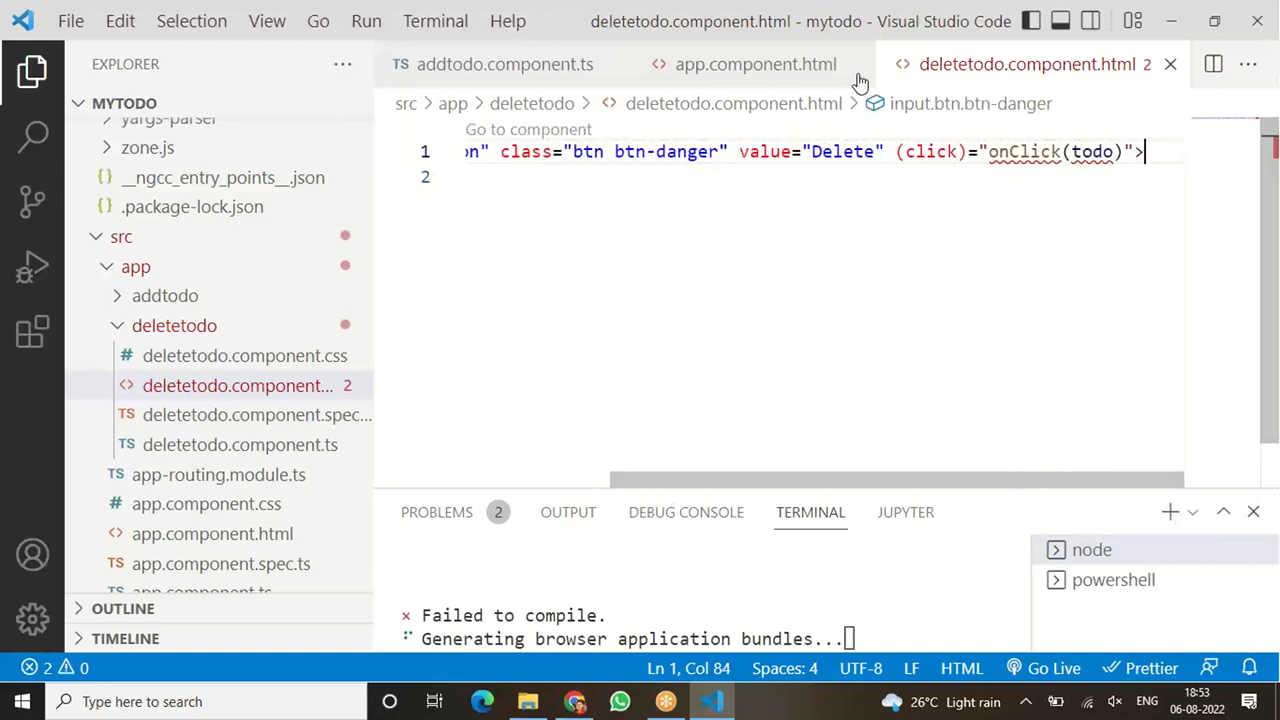 File Edit Selection View Go Run Terminal Help deletetodo.component.html - mytodo - Visual Studio Code
EXPLORER
MYTODO
yargs-parser
zone.js
__ngcc_entry_points__.json
.package-lock.json
src
app
addtodo
deletetodo
deletetodo.component.css
deletetodo.component... 2
deletetodo.component.spec...
deletetodo.component.ts
app-routing.module.ts
app.component.css
app.component.html
app.component.spec.ts
app.component.ts
OUTLINE
TIMELINE
addtodo.component.ts app.component.html deletetodo.component.html 2
src > app > deletetodo > deletetodo.component.html > input.btn.btn-danger
Go to component
1 on" class="btn btn-danger" value="Delete" (click)="onClick(todo)">
2
PROBLEMS 2 OUTPUT DEBUG CONSOLE TERMINAL JUPYTER
× Failed to compile.
Generating browser application bundles...
node
powershell
2 0 Ln 1, Col 84 Spaces: 4 UTF-8 LF HTML Go Live Prettier
Type here to search 26°C Light rain ENG 18:53
06-08-2022